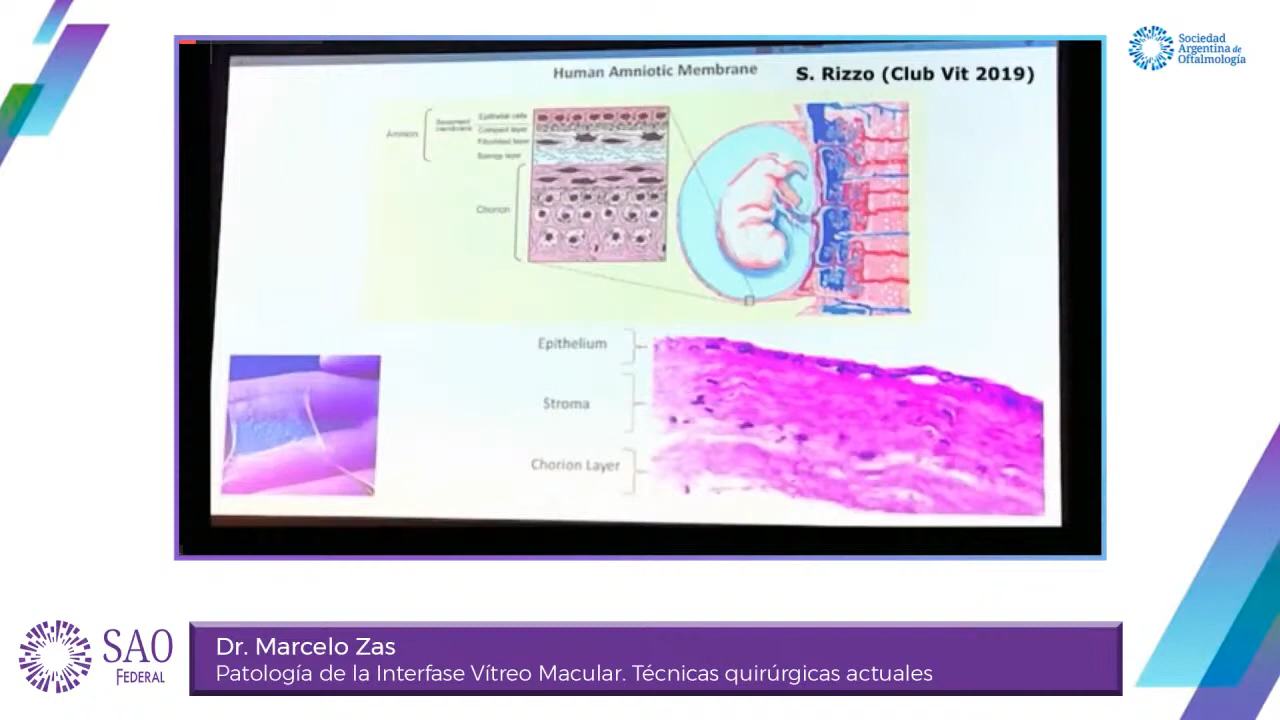 Sociedad
Argentina de
Oftalmología
Human Amniotic Membrane
S. Rizzo (Club Vit 2019)
Amnion
Basement
membrane
Epithelial cells
Compact layer
Fibroblast layer
Spongy layer
Chorion
Epithelium
Stroma
Chorion Layer
SAO
FEDERAL
Dr. Marcelo Zas
Patología de la Interfase Vítreo Macular. Técnicas quirúrgicas actuales